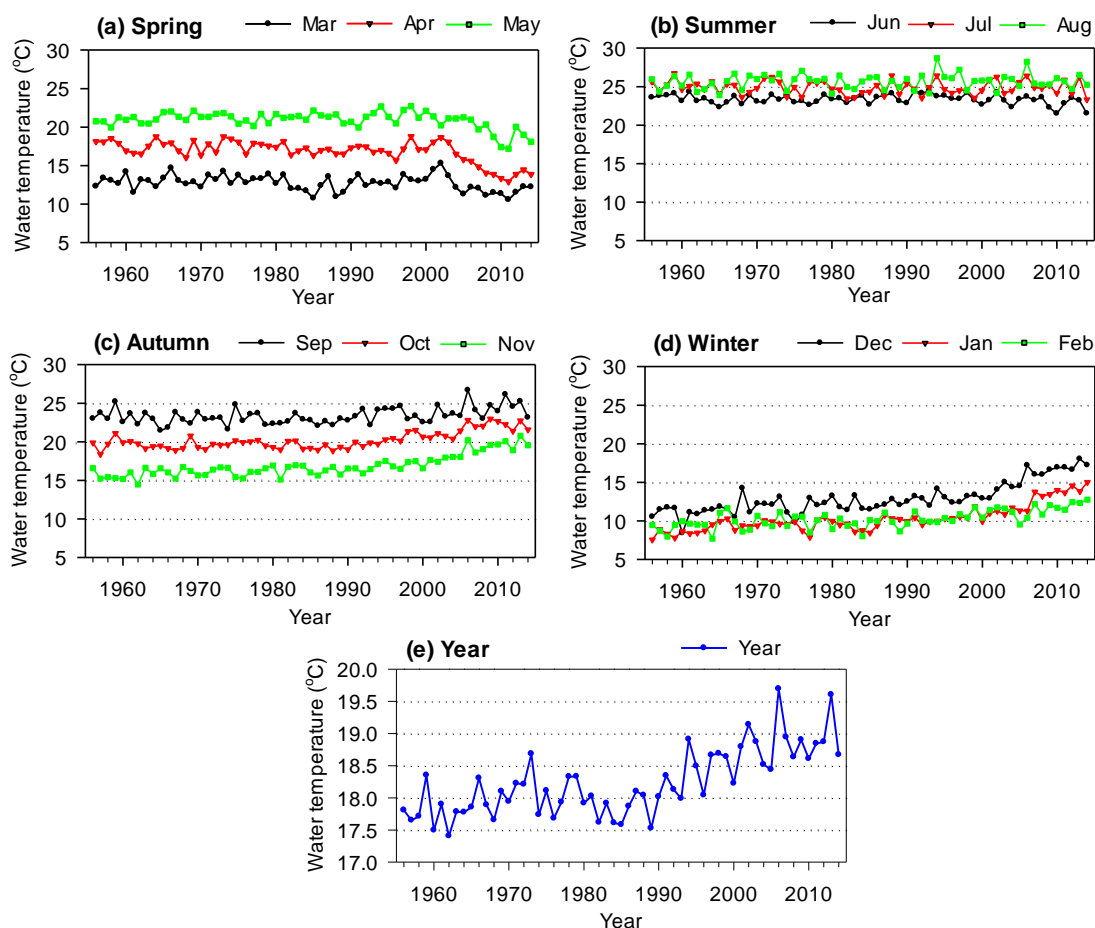 (a) Spring Mar Apr May
Water temperature (°C)
30
25
20
15
10
5
1960 1970 1980 1990 2000 2010
Year
(b) Summer Jun Jul Aug
Water temperature (°C)
30
25
20
15
10
5
1960 1970 1980 1990 2000 2010
Year
(c) Autumn Sep Oct Nov
Water temperature (°C)
30
25
20
15
10
5
1960 1970 1980 1990 2000 2010
Year
(d) Winter Dec Jan Feb
Water temperature (°C)
30
25
20
15
10
5
1960 1970 1980 1990 2000 2010
Year
(e) Year Year
Water temperature (°C)
20.0
19.5
19.0
18.5
18.0
17.5
17.0
1960 1970 1980 1990 2000 2010
Year